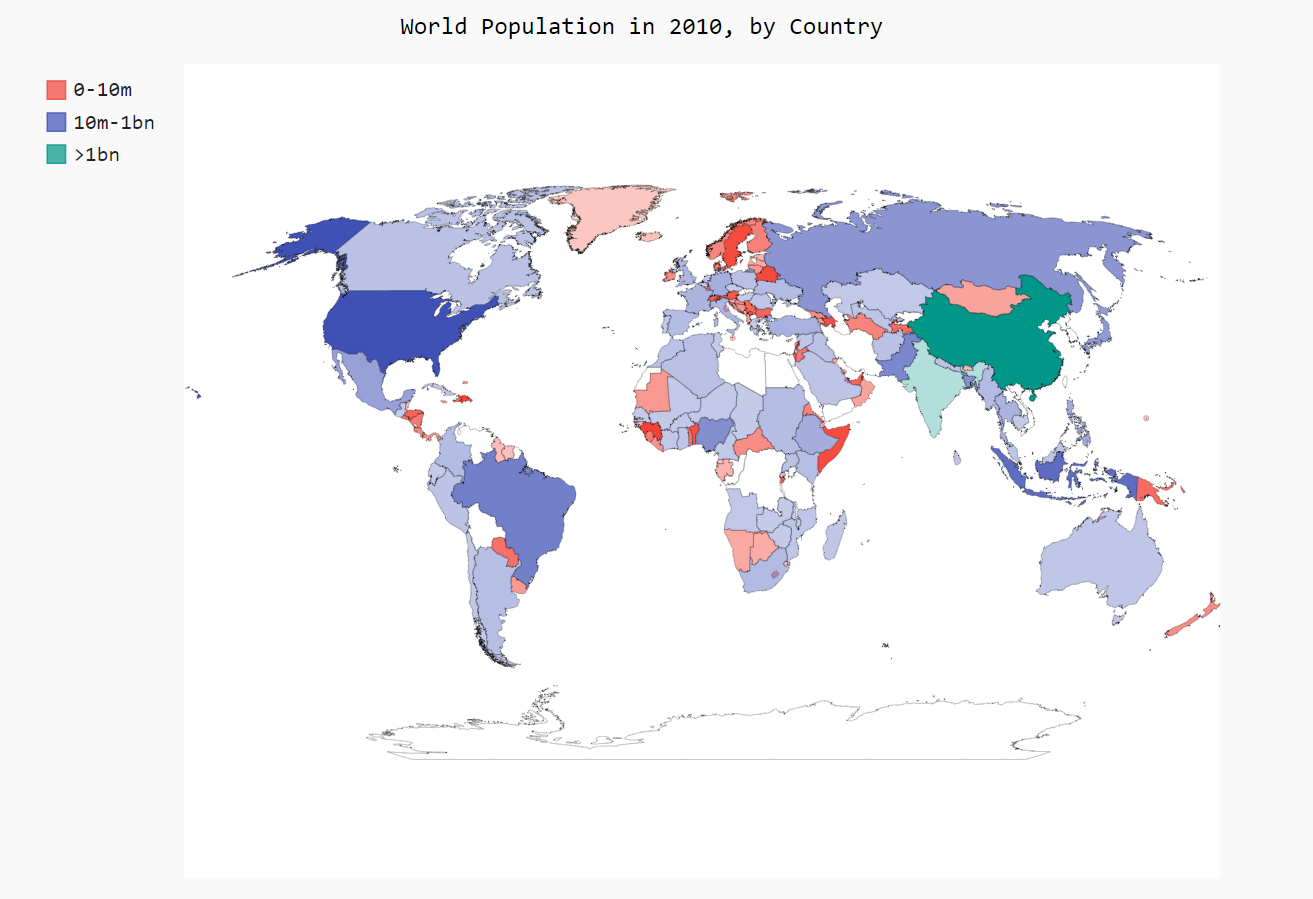 World Population in 2010, by Country
0-10m
10m-1bn
>1bn